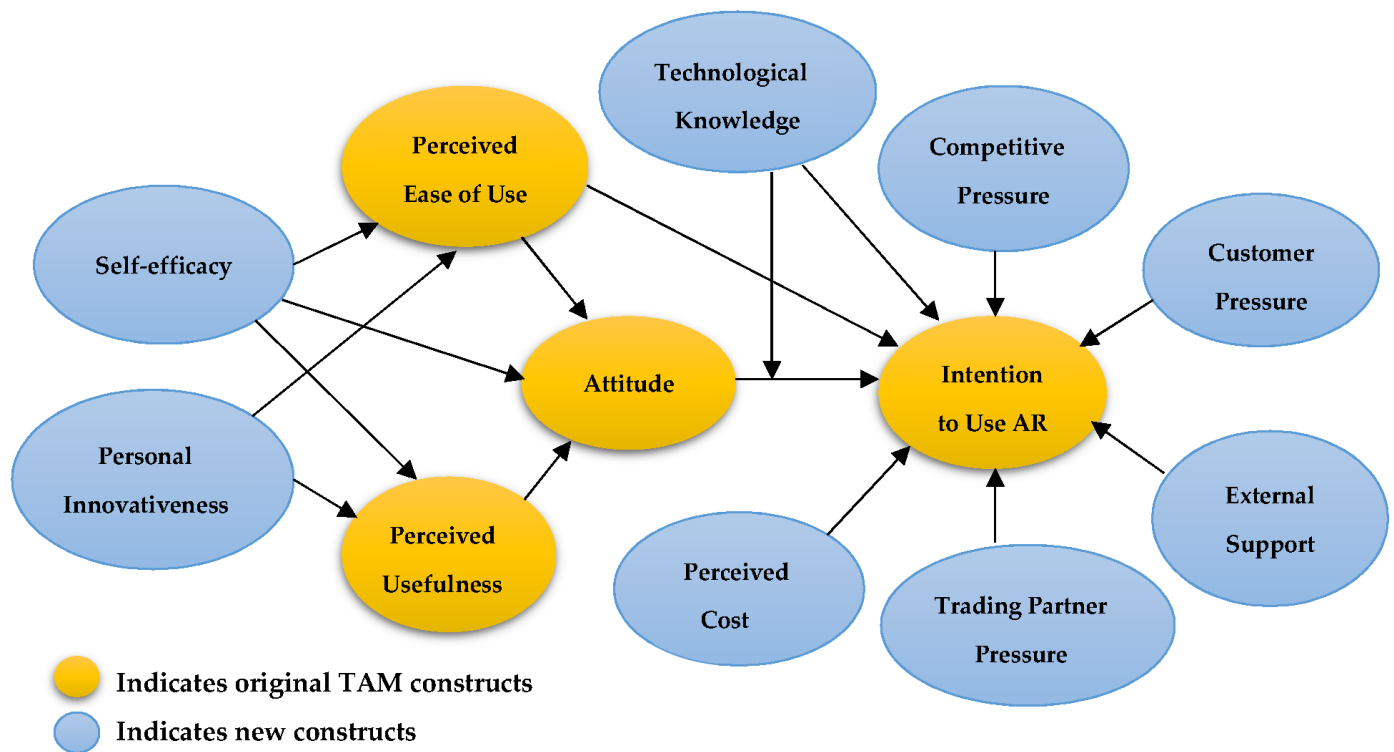 Technological
Knowledge
Perceived
Ease of Use
Competitive
Pressure
Self-efficacy
Customer
Pressure
Attitude
Intention
to Use AR
Personal
Innovativeness
External
Support
Perceived
Usefulness
Perceived
Cost
Trading Partner
Pressure
Indicates original TAM constructs
Indicates new constructs